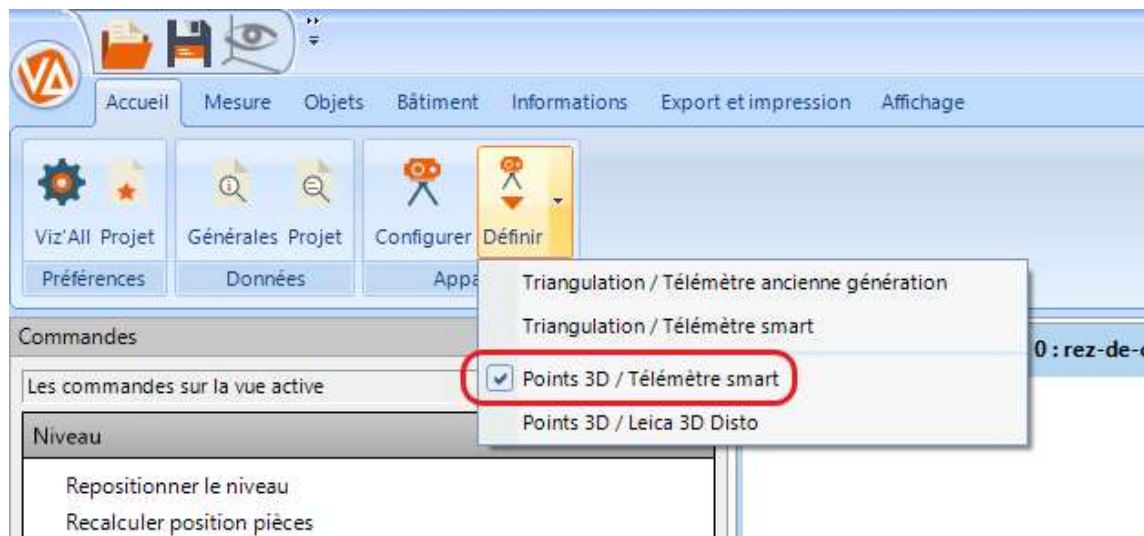 VA
Accueil Mesure Objets Bâtiment Informations Export et impression Affichage
Viz'All Projet Générales Projet Configurer Définir
Préférences Données Appa
Triangulation / Télémètre ancienne génération
Triangulation / Télémètre smart
Points 3D / Télémètre smart
Points 3D / Leica 3D Disto
Commandes
0 : rez-de-
Les commandes sur la vue active
Niveau
Repositionner le niveau
Recalculer position pièces